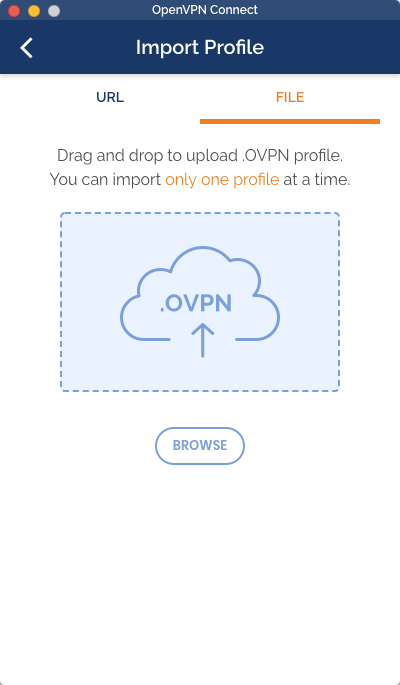 OpenVPN Connect
Import Profile
URL
FILE
Drag and drop to upload .OVPN profile.
You can import only one profile at a time.
.OVPN
BROWSE